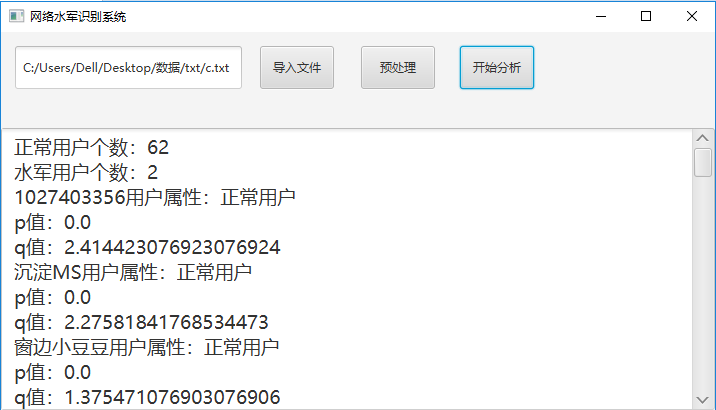 网络水军识别系统
C:/Users/Dell/Desktop/数据/txt/c.txt
导入文件
预处理
开始分析
正常用户个数：62
水军用户个数：2
1027403356用户属性：正常用户
p值：0.0
q值：2.414423076923076924
沉淀MS用户属性：正常用户
p值：0.0
q值：2.27581841768534473
窗边小豆豆用户属性：正常用户
p值：0.0
q值：1.375471076903076906